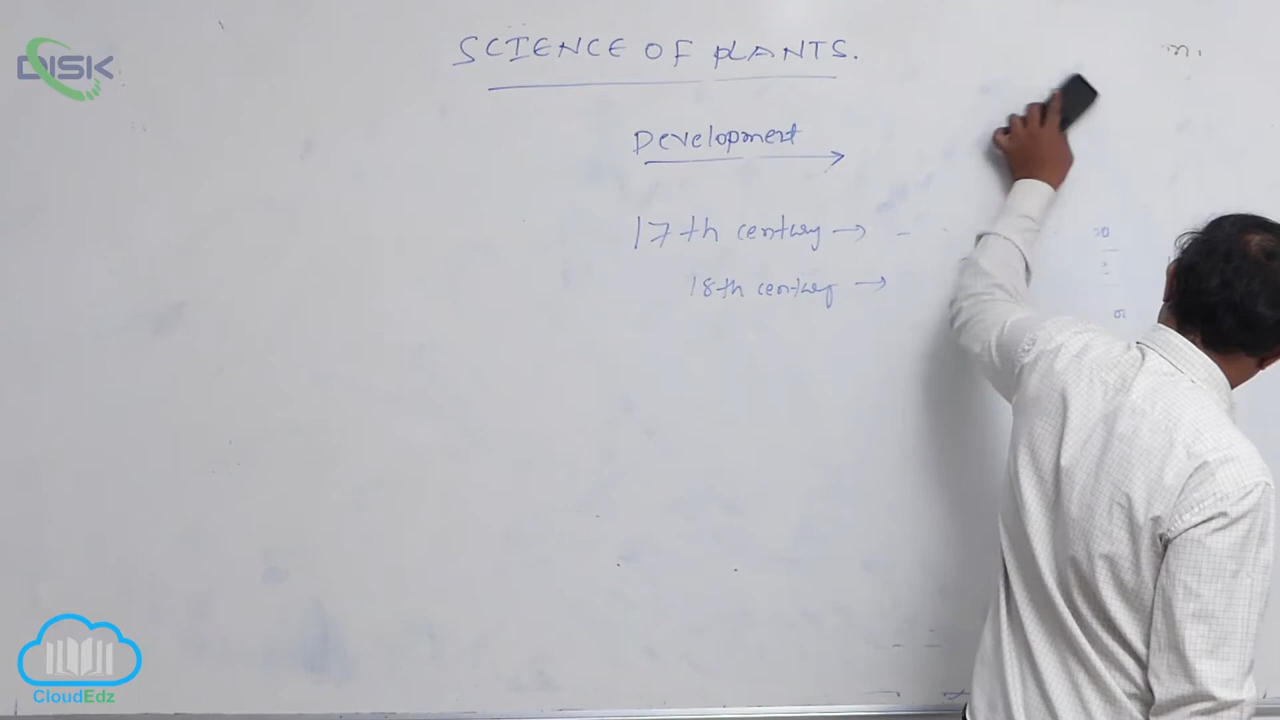 DISK
SCIENCE OF PLANTS.
Development
17th century →
18th century →
CloudEdz